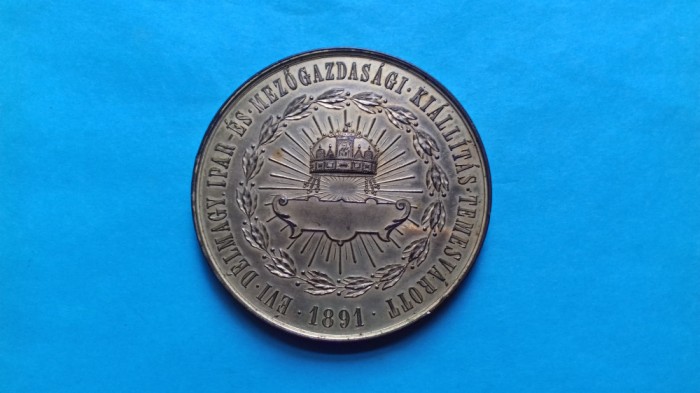 · 1891 · ÉVI · DÉLMAGY. IPAR- ÉS · MEZŐGAZDASÁGI · KIÁLLÍTÁS · TEMESVÁROTT ·